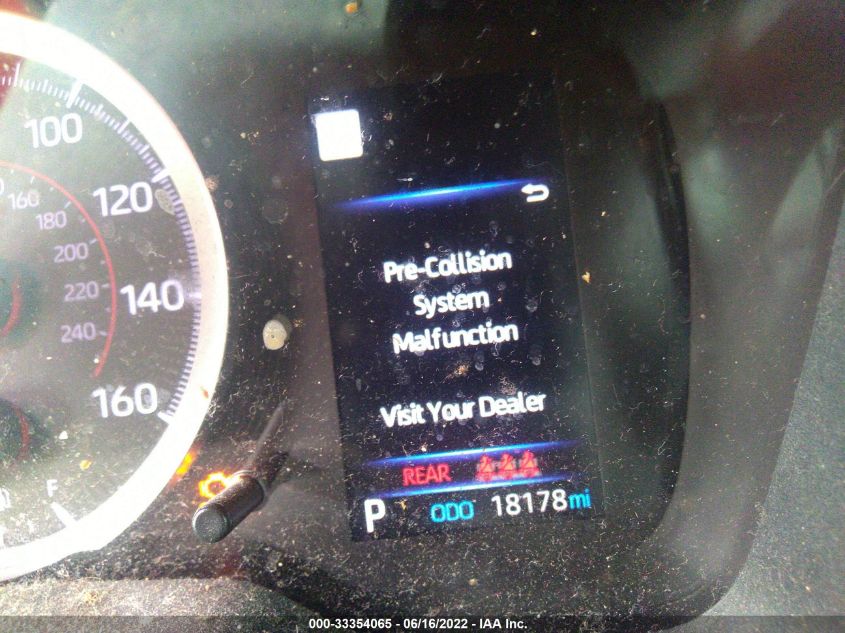 100
120
140
160
160
180
200
220
240
F
Pre-Collision
System
Malfunction
Visit Your Dealer
REAR
P ODO 18178 mi
000-33354065 - 06/16/2022 - IAA Inc.